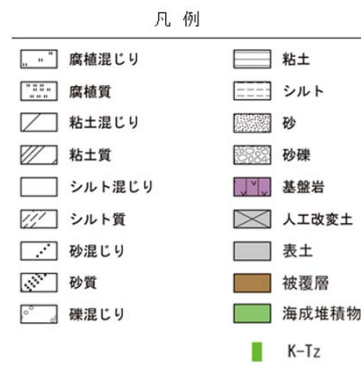 凡 例
腐植混じり
腐植質
粘土混じり
粘土質
シルト混じり
シルト質
砂混じり
砂質
礫混じり
粘土
シルト
砂
砂礫
基盤岩
人工改変土
表土
被覆層
海成堆積物
K-Tz